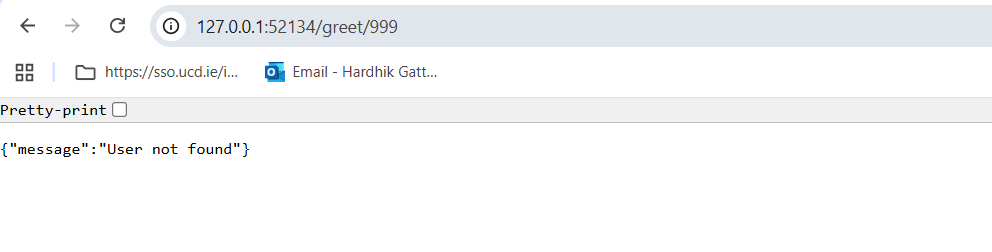 127.0.0.1:52134/greet/999
https://sso.ucd.ie/i... Email - Hardhik Gatt...
Pretty-print
{"message":"User not found"}